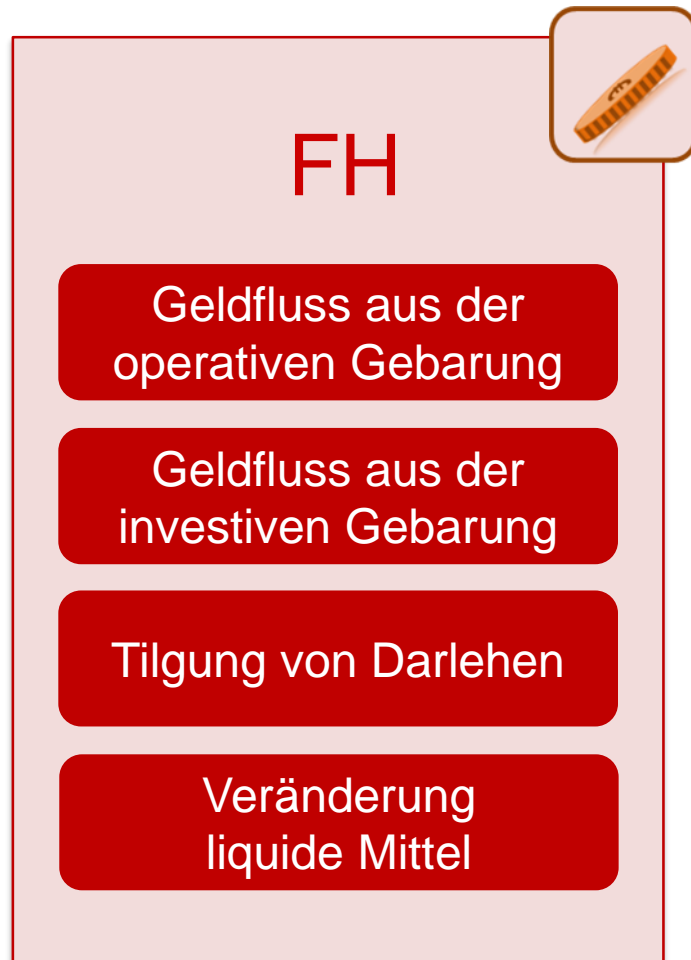 FH
Geldfluss aus der
operativen Gebarung
Geldfluss aus der
investiven Gebarung
Tilgung von Darlehen
Veränderung
liquide Mittel